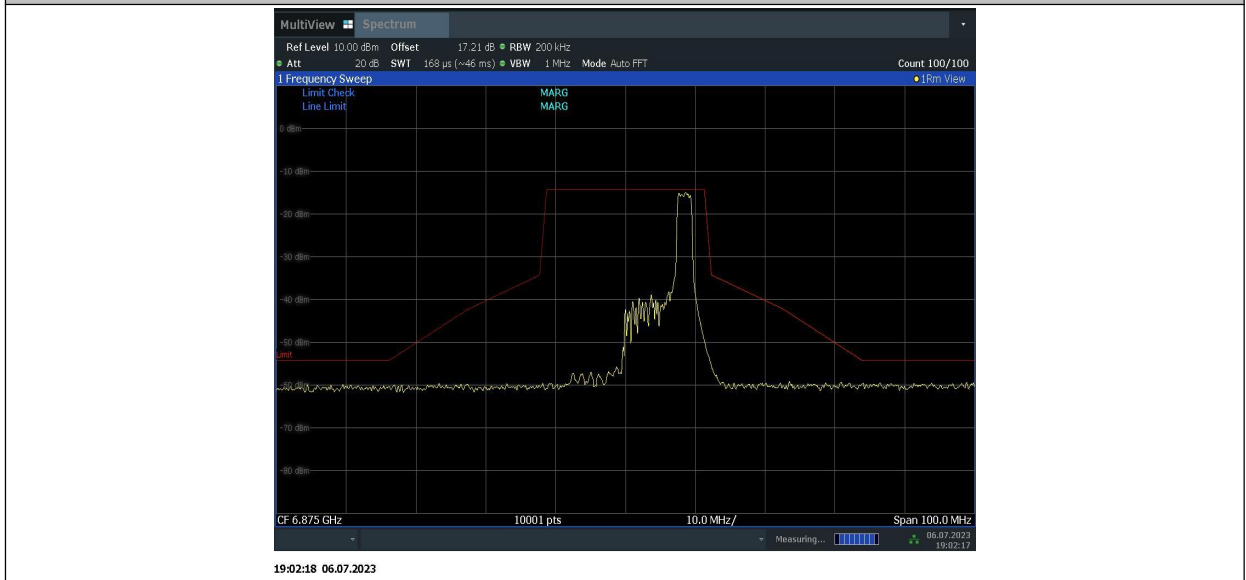 MultiView Spectrum
Ref Level 10.00 dBm Offset 17.21 dB RBW 200 kHz
Att 20 dB SWT 168 µs (~46 ms) VBW 1 MHz Mode Auto FFT Count 100/100
1 Frequency Sweep 1Rm View
Limit Check MARG
Line Limit MARG
0 dBm
-10 dBm
-20 dBm
-30 dBm
-40 dBm
-50 dBm
Limit
-60 dBm
-70 dBm
-80 dBm
CF 6.875 GHz 10001 pts 10.0 MHz/ Span 100.0 MHz
Measuring... 06.07.2023
19:02:17
19:02:18 06.07.2023